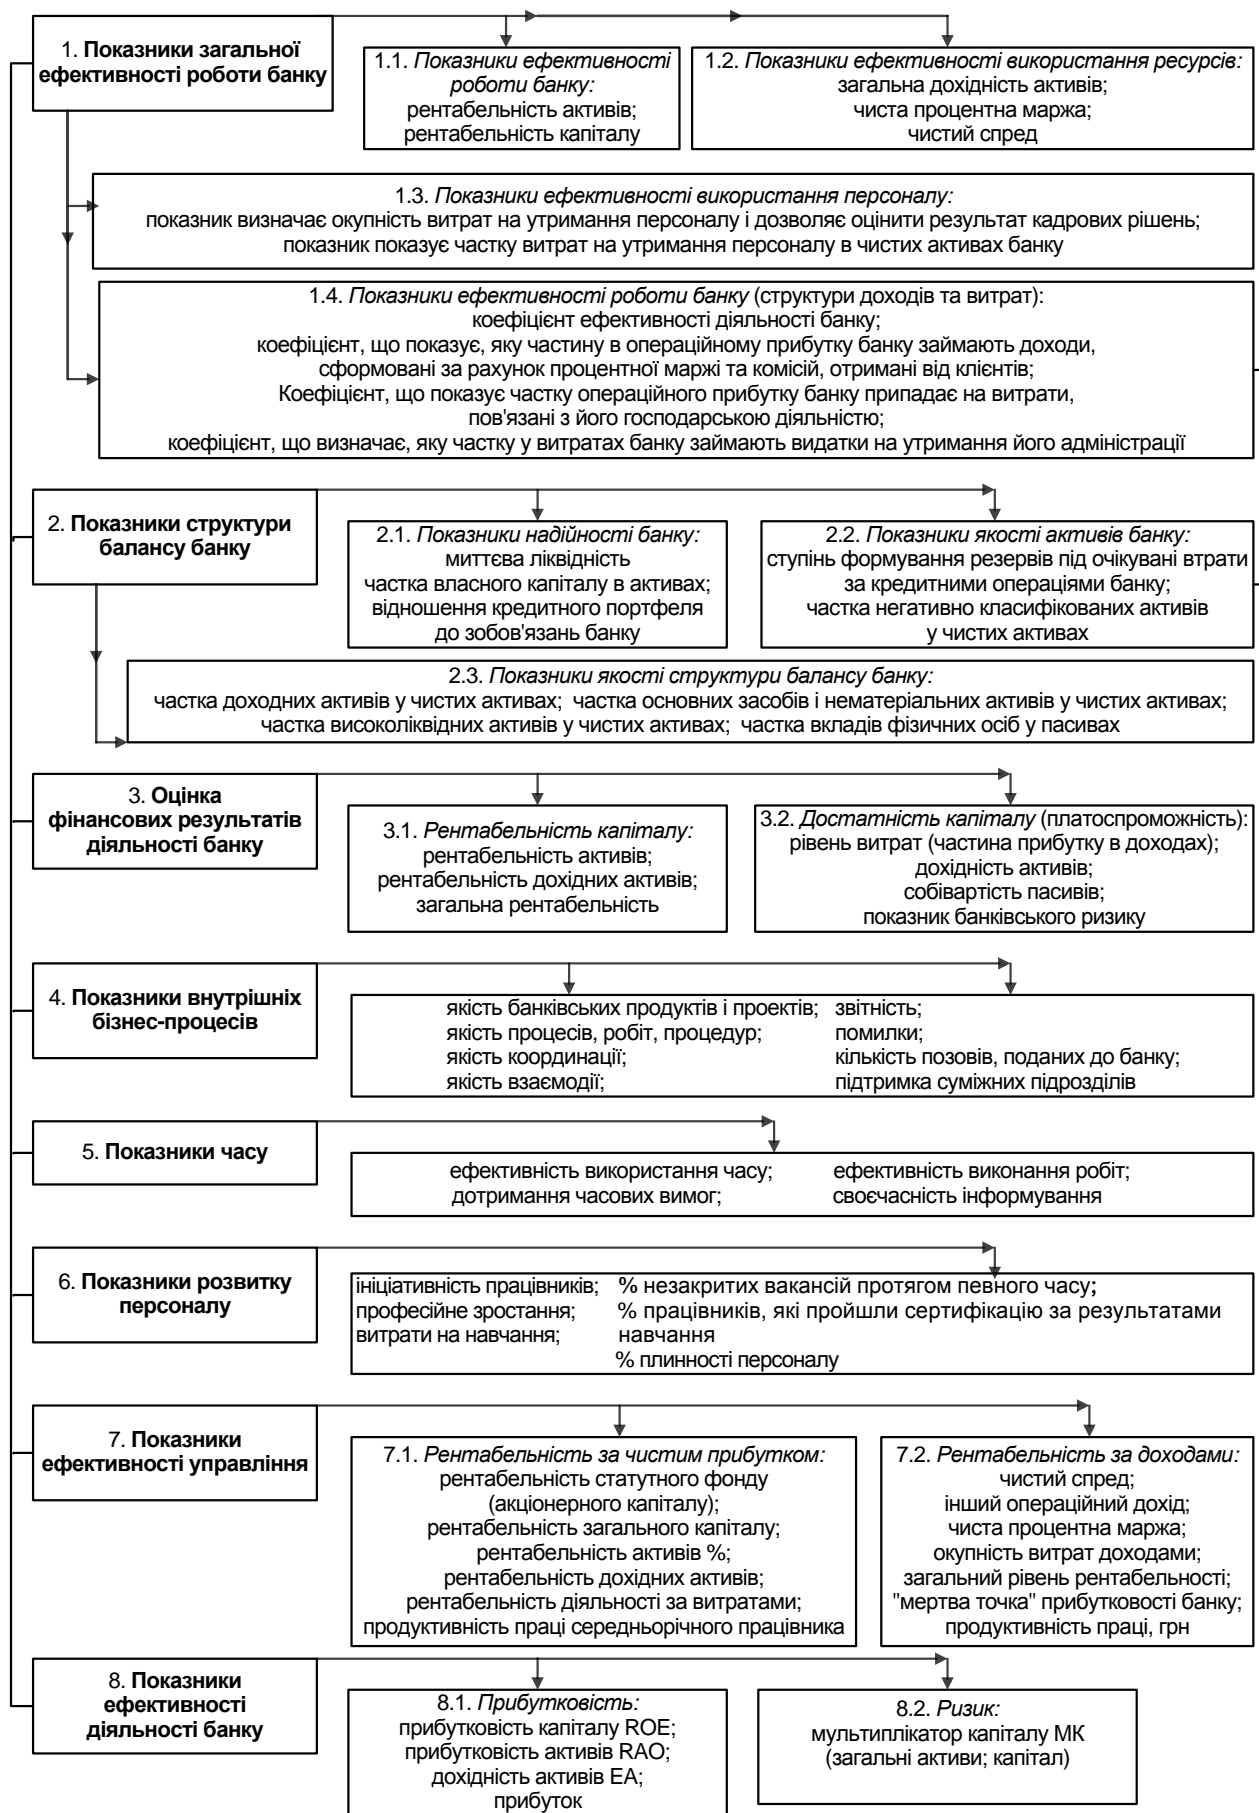 1. Показники загальної
ефективності роботи банку
1.1. Показники ефективності
роботи банку:
рентабельність активів;
рентабельність капіталу
1.2. Показники ефективності використання ресурсів:
загальна дохідність активів;
чиста процентна маржа;
чистий спред
1.3. Показники ефективності використання персоналу:
показник визначає окупність витрат на утримання персоналу і дозволяє оцінити результат кадрових рішень;
показник показує частку витрат на утримання персоналу в чистих активах банку
1.4. Показники ефективності роботи банку (структури доходів та витрат):
коефіцієнт ефективності діяльності банку;
коефіцієнт, що показує, яку частину в операційному прибутку банку займають доходи,
сформовані за рахунок процентної маржі та комісій, отримані від клієнтів;
Коефіцієнт, що показує частку операційного прибутку банку припадає на витрати,
пов'язані з його господарською діяльністю;
коефіцієнт, що визначає, яку частку у витратах банку займають видатки на утримання його адміністрації
2. Показники структури
балансу банку
2.1. Показники надійності банку:
миттєва ліквідність
частка власного капіталу в активах;
відношення кредитного портфеля
до зобов'язань банку
2.2. Показники якості активів банку:
ступінь формування резервів під очікувані втрати
за кредитними операціями банку;
частка негативно класифікованих активів
у чистих активах
2.3. Показники якості структури балансу банку:
частка доходних активів у чистих активах; частка основних засобів і нематеріальних активів у чистих активах;
частка високоліквідних активів у чистих активах; частка вкладів фізичних осіб у пасивах
3. Оцінка
фінансових результатів
діяльності банку
3.1. Рентабельність капіталу:
рентабельність активів;
рентабельність дохідних активів;
загальна рентабельність
3.2. Достатність капіталу (платоспроможність):
рівень витрат (частина прибутку в доходах);
дохідність активів;
собівартість пасивів;
показник банківського ризику
4. Показники внутрішніх
бізнес-процесів
якість банківських продуктів і проектів; звітність;
якість процесів, робіт, процедур; помилки;
якість координації; кількість позовів, поданих до банку;
якість взаємодії; підтримка суміжних підрозділів
5. Показники часу
ефективність використання часу; ефективність виконання робіт;
дотримання часових вимог; своєчасність інформування
6. Показники розвитку
персоналу
ініціативність працівників; % незакритих вакансій протягом певного часу;
професійне зростання; % працівників, які пройшли сертифікацію за результатами
витрати на навчання; навчання
% плинності персоналу
7. Показники
ефективності управління
7.1. Рентабельність за чистим прибутком:
рентабельність статутного фонду
(акціонерного капіталу);
рентабельність загального капіталу;
рентабельність активів %;
рентабельність дохідних активів;
рентабельність діяльності за витратами;
продуктивність праці середньорічного працівника
7.2. Рентабельність за доходами:
чистий спред;
інший операційний дохід;
чиста процентна маржа;
окупність витрат доходами;
загальний рівень рентабельності;
"мертва точка" прибутковості банку;
продуктивність праці, грн
8. Показники
ефективності
діяльності банку
8.1. Прибутковість:
прибутковість капіталу ROE;
прибутковість активів RAO;
дохідність активів EA;
прибуток
8.2. Ризик:
мультиплікатор капіталу МК
(загальні активи; капітал)